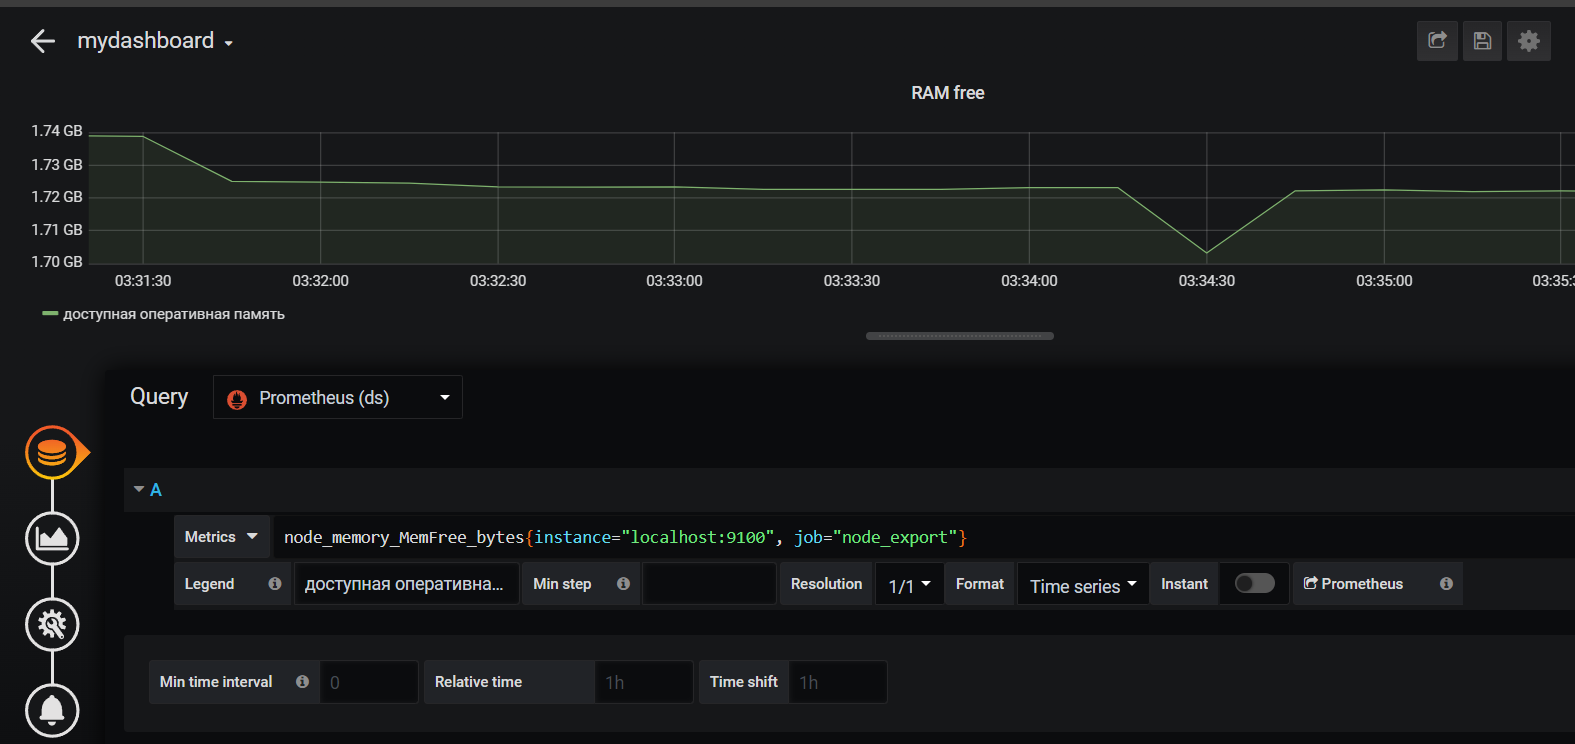 mydashboard
RAM free
1.74 GB
1.73 GB
1.72 GB
1.71 GB
1.70 GB
03:31:30 03:32:00 03:32:30 03:33:00 03:33:30 03:34:00 03:34:30 03:35:00 03:35:3
доступная оперативная память
Query Prometheus (ds)
A
Metrics node_memory_MemFree_bytes{instance="localhost:9100", job="node_export"}
Legend доступная оперативна... Min step Resolution 1/1 Format Time series Instant Prometheus
Min time interval 0 Relative time 1h Time shift 1h